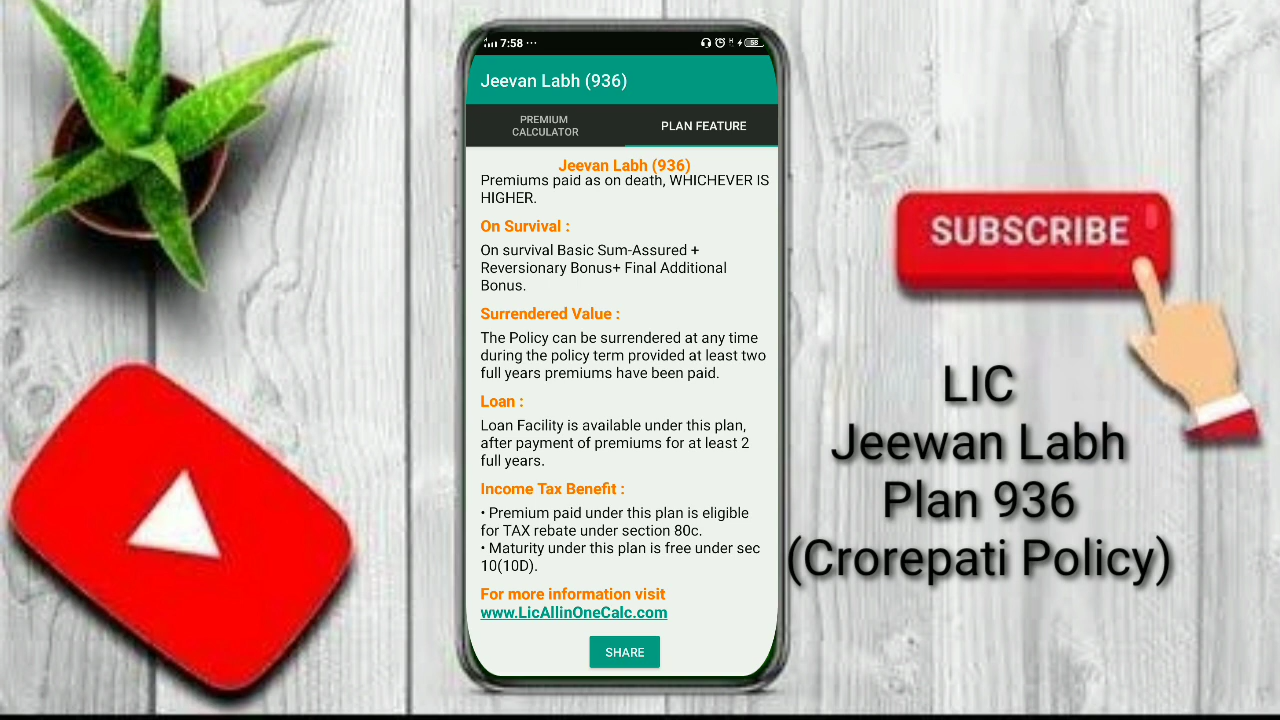 7:58 ...
55
Jeevan Labh (936)
PREMIUM
CALCULATOR
PLAN FEATURE
Jeevan Labh (936)
Premiums paid as on death, WHICHEVER IS
HIGHER.
On Survival :
On survival Basic Sum-Assured +
Reversionary Bonus+ Final Additional
Bonus.
Surrendered Value :
The Policy can be surrendered at any time
during the policy term provided at least two
full years premiums have been paid.
Loan :
Loan Facility is available under this plan,
after payment of premiums for at least 2
full years.
Income Tax Benefit :
• Premium paid under this plan is eligible
for TAX rebate under section 80c.
• Maturity under this plan is free under sec
10(10D).
For more information visit
www.LicAllinOneCalc.com
SHARE
SUBSCRIBE
LIC
Jeewan Labh
Plan 936
(Crorepati Policy)